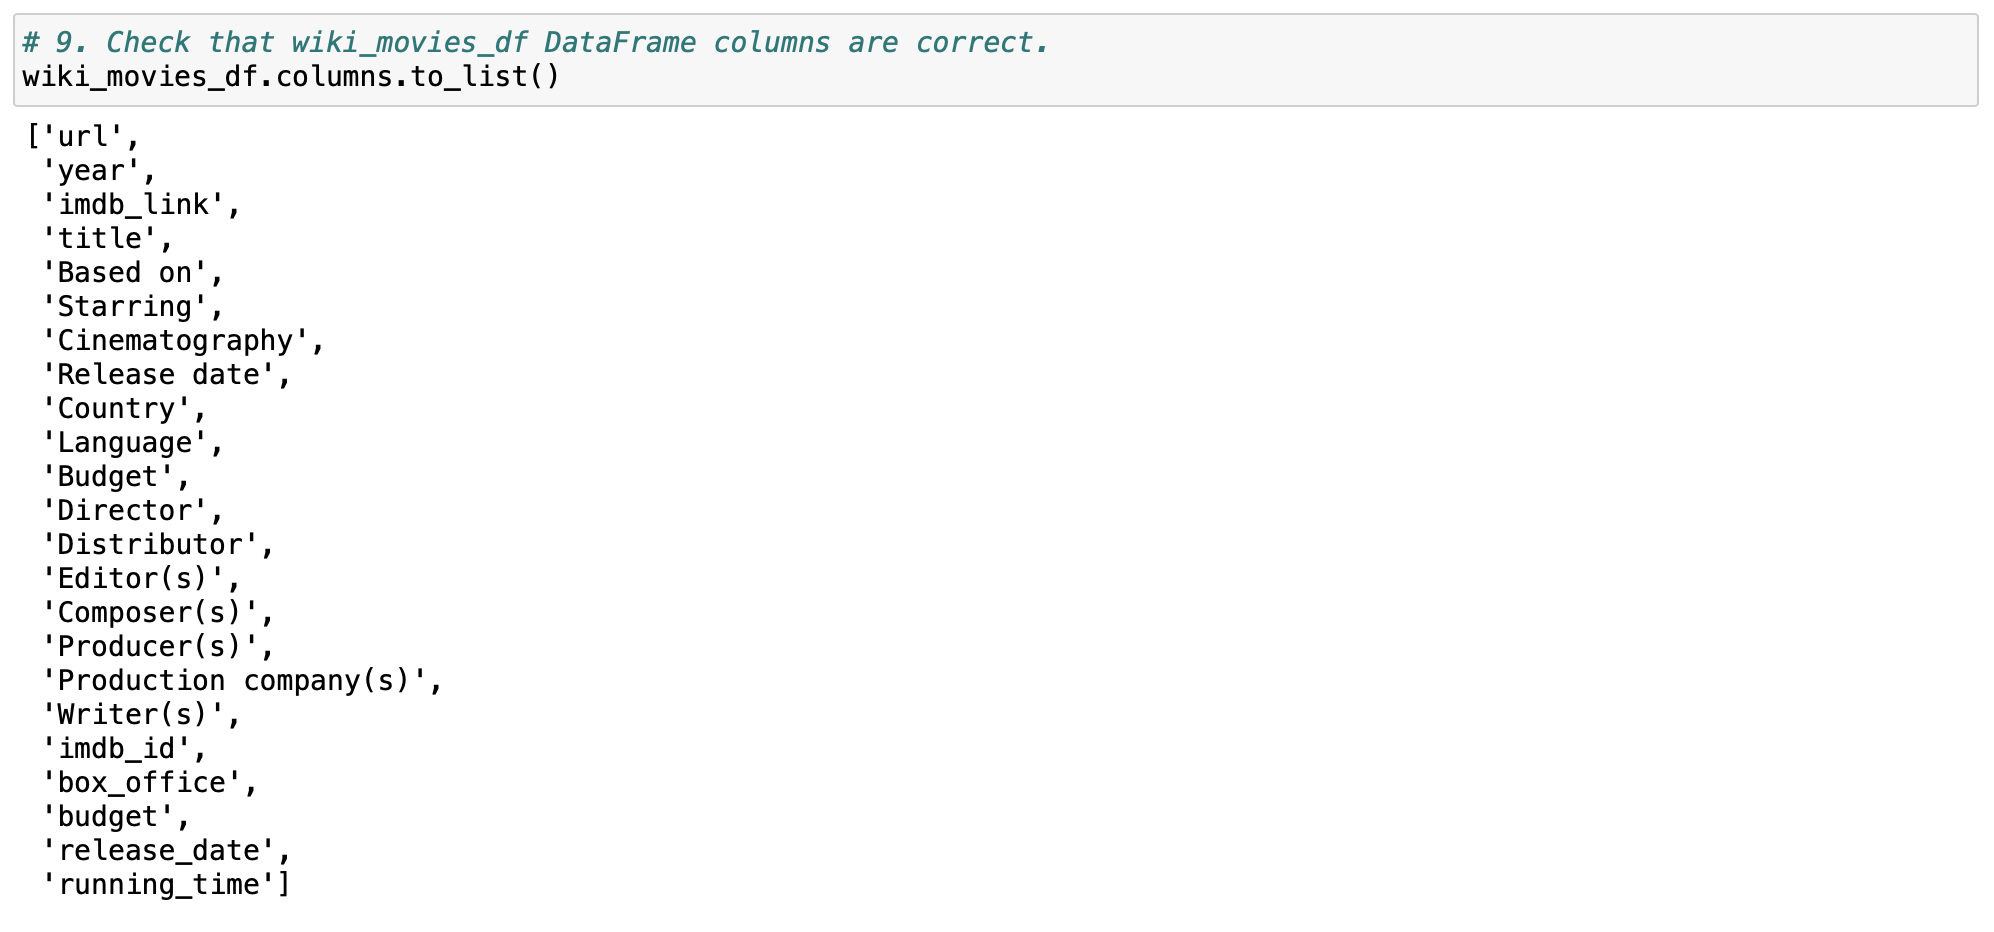 # 9. Check that wiki_movies_df DataFrame columns are correct.
wiki_movies_df.columns.to_list()
['url',
 'year',
 'imdb_link',
 'title',
 'Based on',
 'Starring',
 'Cinematography',
 'Release date',
 'Country',
 'Language',
 'Budget',
 'Director',
 'Distributor',
 'Editor(s)',
 'Composer(s)',
 'Producer(s)',
 'Production company(s)',
 'Writer(s)',
 'imdb_id',
 'box_office',
 'budget',
 'release_date',
 'running_time']